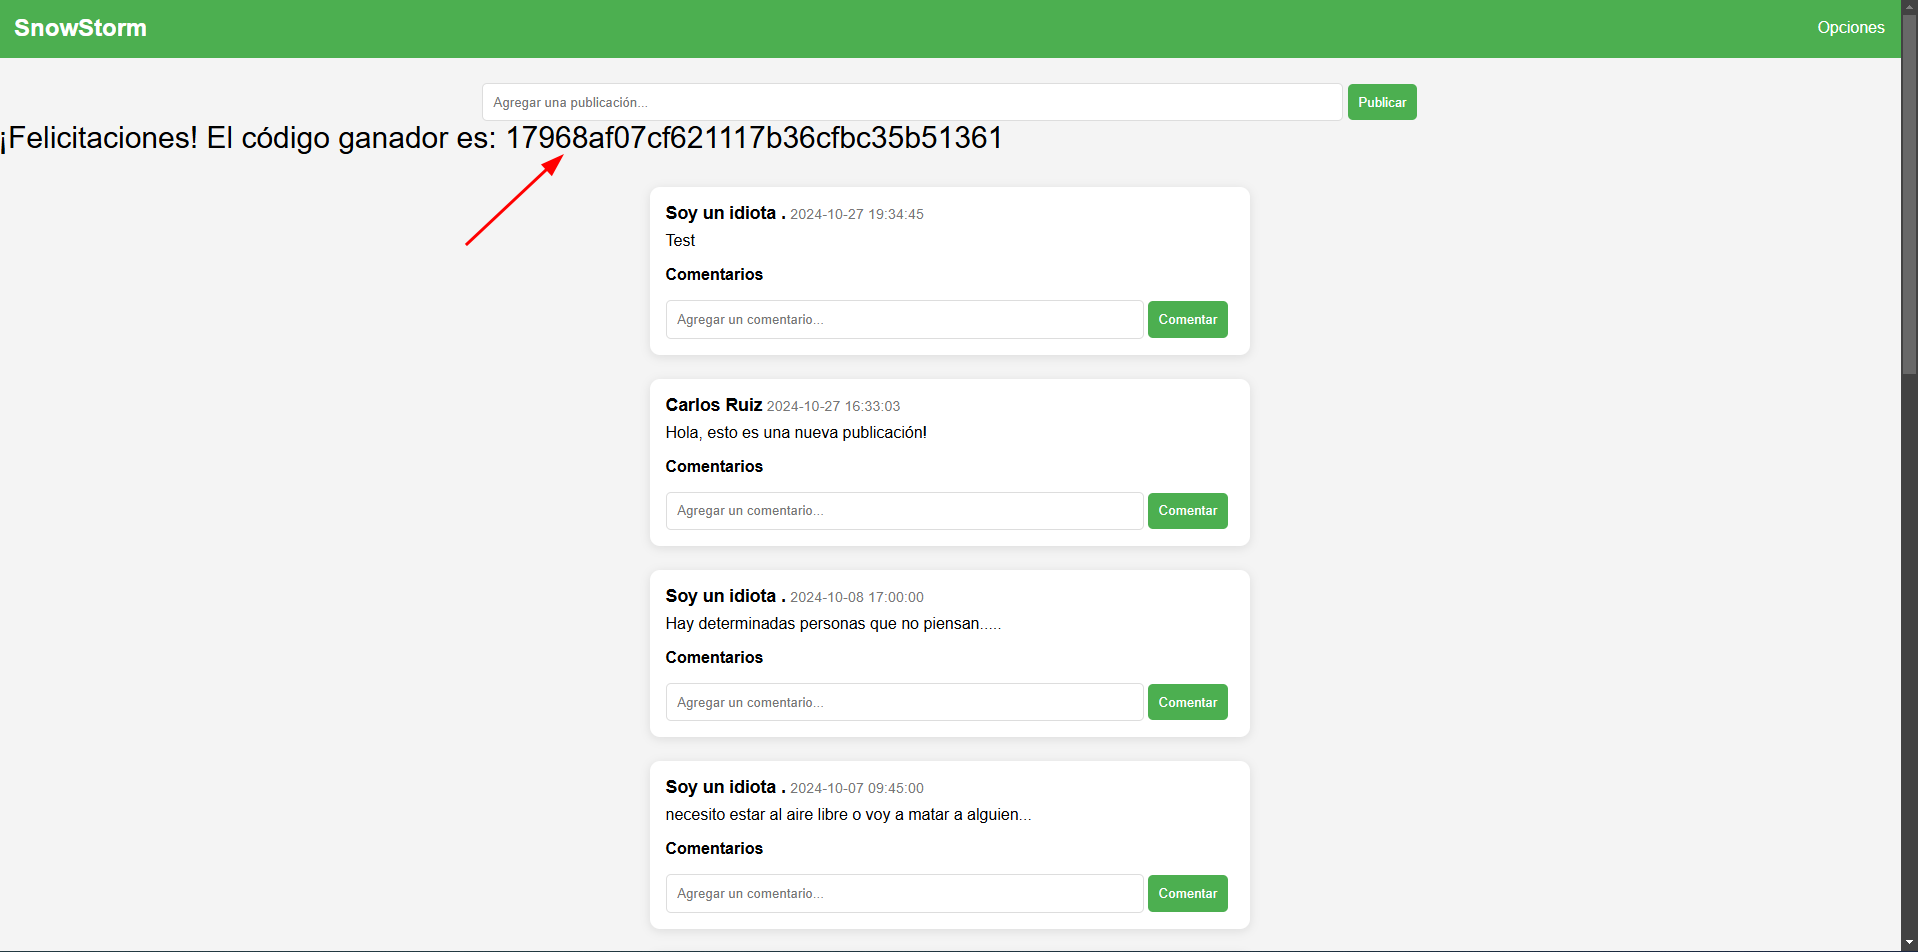 SnowStorm
Opciones
Agregar una publicación...
Publicar
¡Felicitaciones! El código ganador es: 17968af07cf621117b36cfbc35b51361
Soy un idiota . 2024-10-27 19:34:45
Test
Comentarios
Agregar un comentario...
Comentar
Carlos Ruiz 2024-10-27 16:33:03
Hola, esto es una nueva publicación!
Comentarios
Agregar un comentario...
Comentar
Soy un idiota . 2024-10-08 17:00:00
Hay determinadas personas que no piensan.....
Comentarios
Agregar un comentario...
Comentar
Soy un idiota . 2024-10-07 09:45:00
necesito estar al aire libre o voy a matar a alguien...
Comentarios
Agregar un comentario...
Comentar